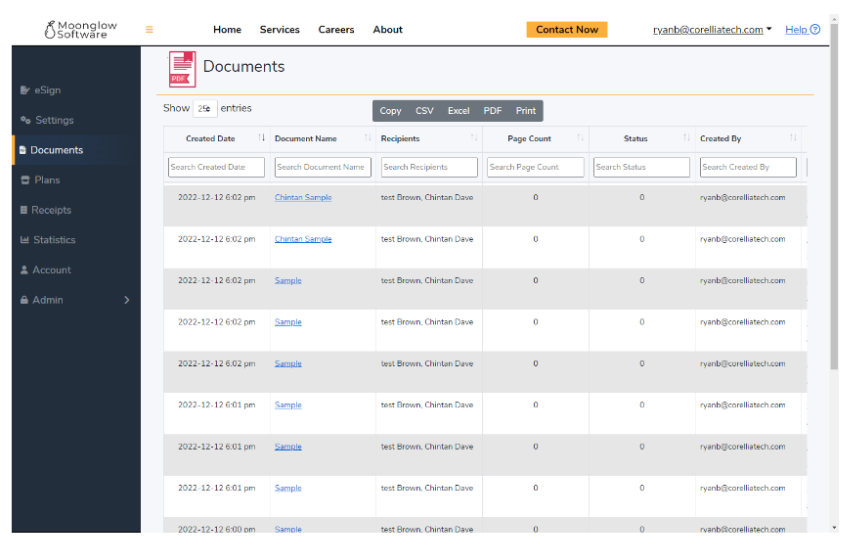 Moonglow
Software
Home Services Careers About
Contact Now
ryanb@corelliatech.com
Help
eSign
Settings
Documents
Plans
Receipts
Statistics
Account
Admin
PDF
Documents
Show 25 entries
Copy CSV Excel PDF Print
Created Date Document Name Recipients Page Count Status Created By
Search Created Date Search Document Name Search Recipients Search Page Count Search Status Search Created By
2022-12-12 6:02 pm Chintan Sample test Brown, Chintan Dave 0 0 ryanb@corelliatech.com
2022-12-12 6:02 pm Chintan Sample test Brown, Chintan Dave 0 0 ryanb@corelliatech.com
2022-12-12 6:02 pm Sample test Brown, Chintan Dave 0 0 ryanb@corelliatech.com
2022-12-12 6:02 pm Sample test Brown, Chintan Dave 0 0 ryanb@corelliatech.com
2022-12-12 6:02 pm Sample test Brown, Chintan Dave 0 0 ryanb@corelliatech.com
2022-12-12 6:01 pm Sample test Brown, Chintan Dave 0 0 ryanb@corelliatech.com
2022-12-12 6:01 pm Sample test Brown, Chintan Dave 0 0 ryanb@corelliatech.com
2022-12-12 6:01 pm Sample test Brown, Chintan Dave 0 0 ryanb@corelliatech.com
2022-12-12 6:00 pm Sample test Brown, Chintan Dave 0 0 ryanb@corelliatech.com